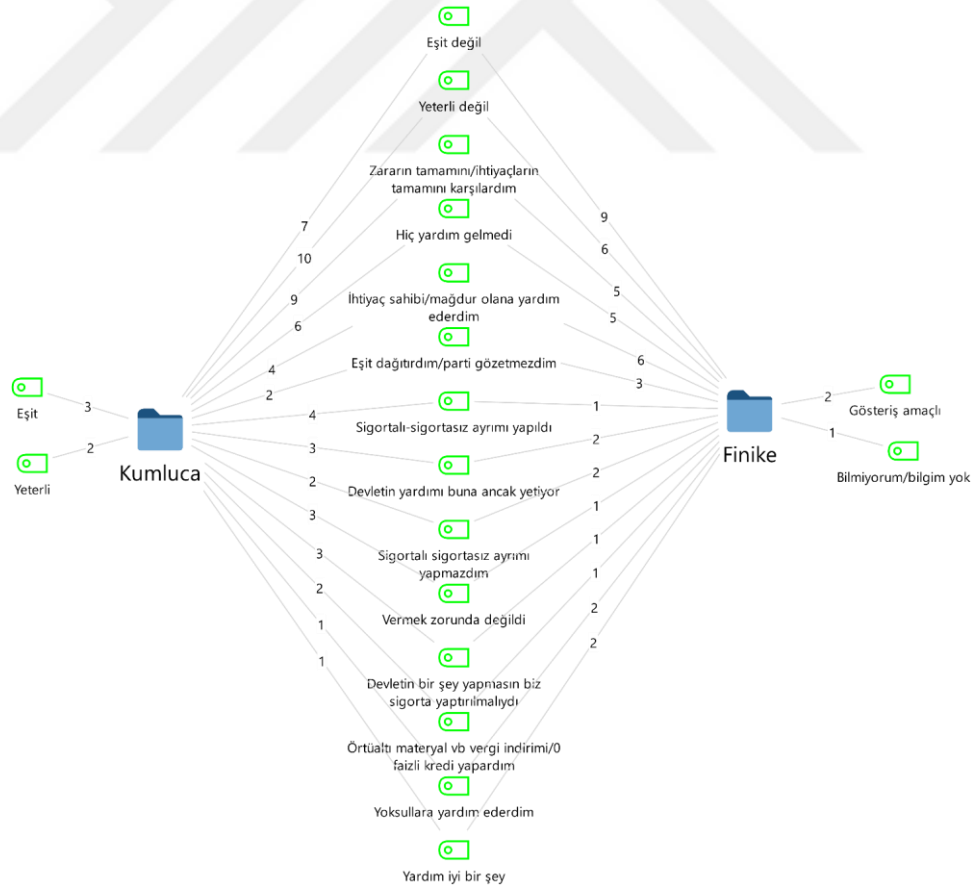 Eşit değil
Yeterli değil
Zararın tamamını/ihtiyaçların
tamamını karşılardım
7
9
Hiç yardım gelmedi
10
6
İhtiyaç sahibi/mağdur olana yardım
ederdim
9
5
6
5
Eşit dağıtırdım/parti gözetmezdim
4
6
2
3
Eşit
3
Sigortalı-sigortasız ayrımı yapıldı
4
1
2
Gösteriş amaçlı
Yeterli
2
Kumluca
Devletin yardımı buna ancak yetiyor
3
2
Finike
1
Bilmiyorum/bilgim yok
2
2
Sigortalı sigortasız ayrımı
yapmazdım
3
1
Vermek zorunda değildi
3
1
Devletin bir şey yapmasın biz
sigorta yaptırılmalıydı
2
1
Örtüaltı materyal vb vergi indirimi/0
faizli kredi yapardım
1
2
Yoksullara yardım ederdim
1
2
Yardım iyi bir şey